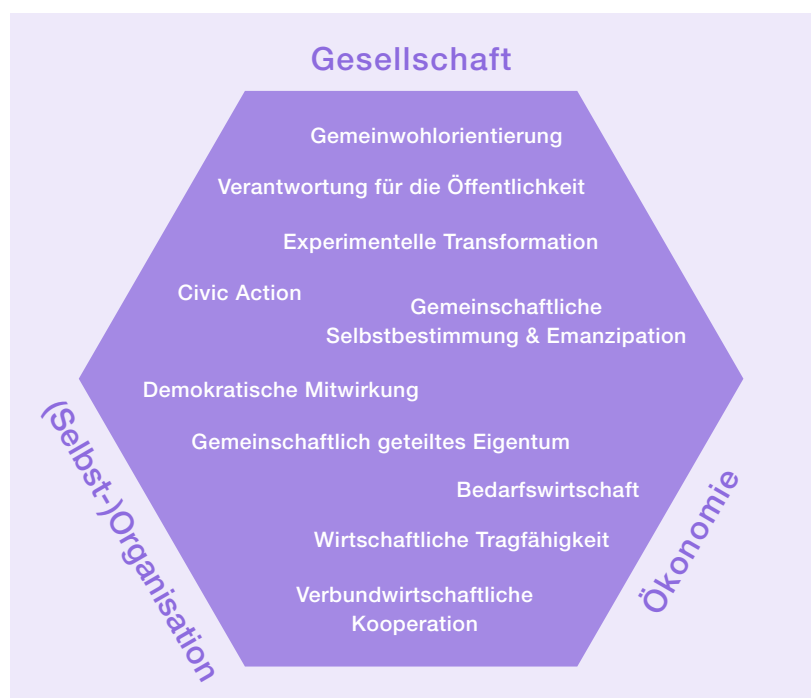 Gesellschaft
Gemeinwohlorientierung
Verantwortung für die Öffentlichkeit
Experimentelle Transformation
Civic Action
Gemeinschaftliche
Selbstbestimmung & Emanzipation
Demokratische Mitwirkung
Gemeinschaftlich geteiltes Eigentum
Bedarfswirtschaft
Wirtschaftliche Tragfähigkeit
Verbundwirtschaftliche
Kooperation
(Selbst-)Organisation
Ökonomie